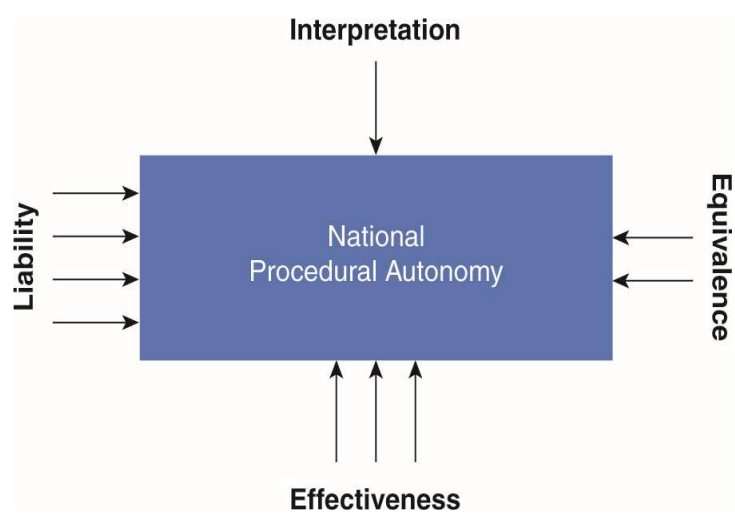 Interpretation
Liability
National
Procedural Autonomy
Equivalence
Effectiveness